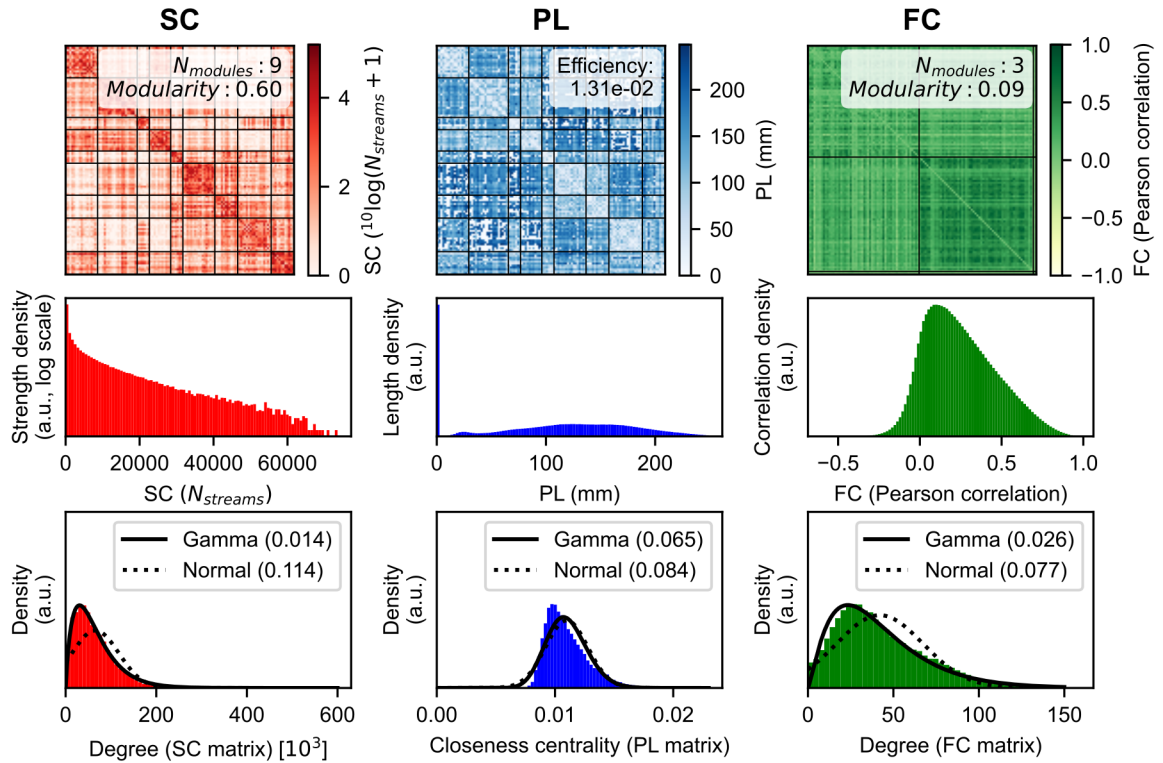 SC
PL
FC
N_modules : 9
Modularity : 0.60
4
2
0
SC (^10log(N_streams + 1)
Efficiency:
1.31e-02
200
150
100
50
0
PL (mm)
N_modules : 3
Modularity : 0.09
1.0
0.5
0.0
−0.5
−1.0
FC (Pearson correlation)
Strength density
(a.u., log scale)
0 20000 40000 60000
SC (N_streams)
Length density
(a.u.)
0 100 200
PL (mm)
Correlation density
(a.u.)
−0.5 0.0 0.5 1.0
FC (Pearson correlation)
Density
(a.u.)
Gamma (0.014)
Normal (0.114)
0 200 400 600
Degree (SC matrix) [10^3]
Density
(a.u.)
Gamma (0.065)
Normal (0.084)
0.00 0.01 0.02
Closeness centrality (PL matrix)
Density
(a.u.)
Gamma (0.026)
Normal (0.077)
0 50 100 150
Degree (FC matrix)